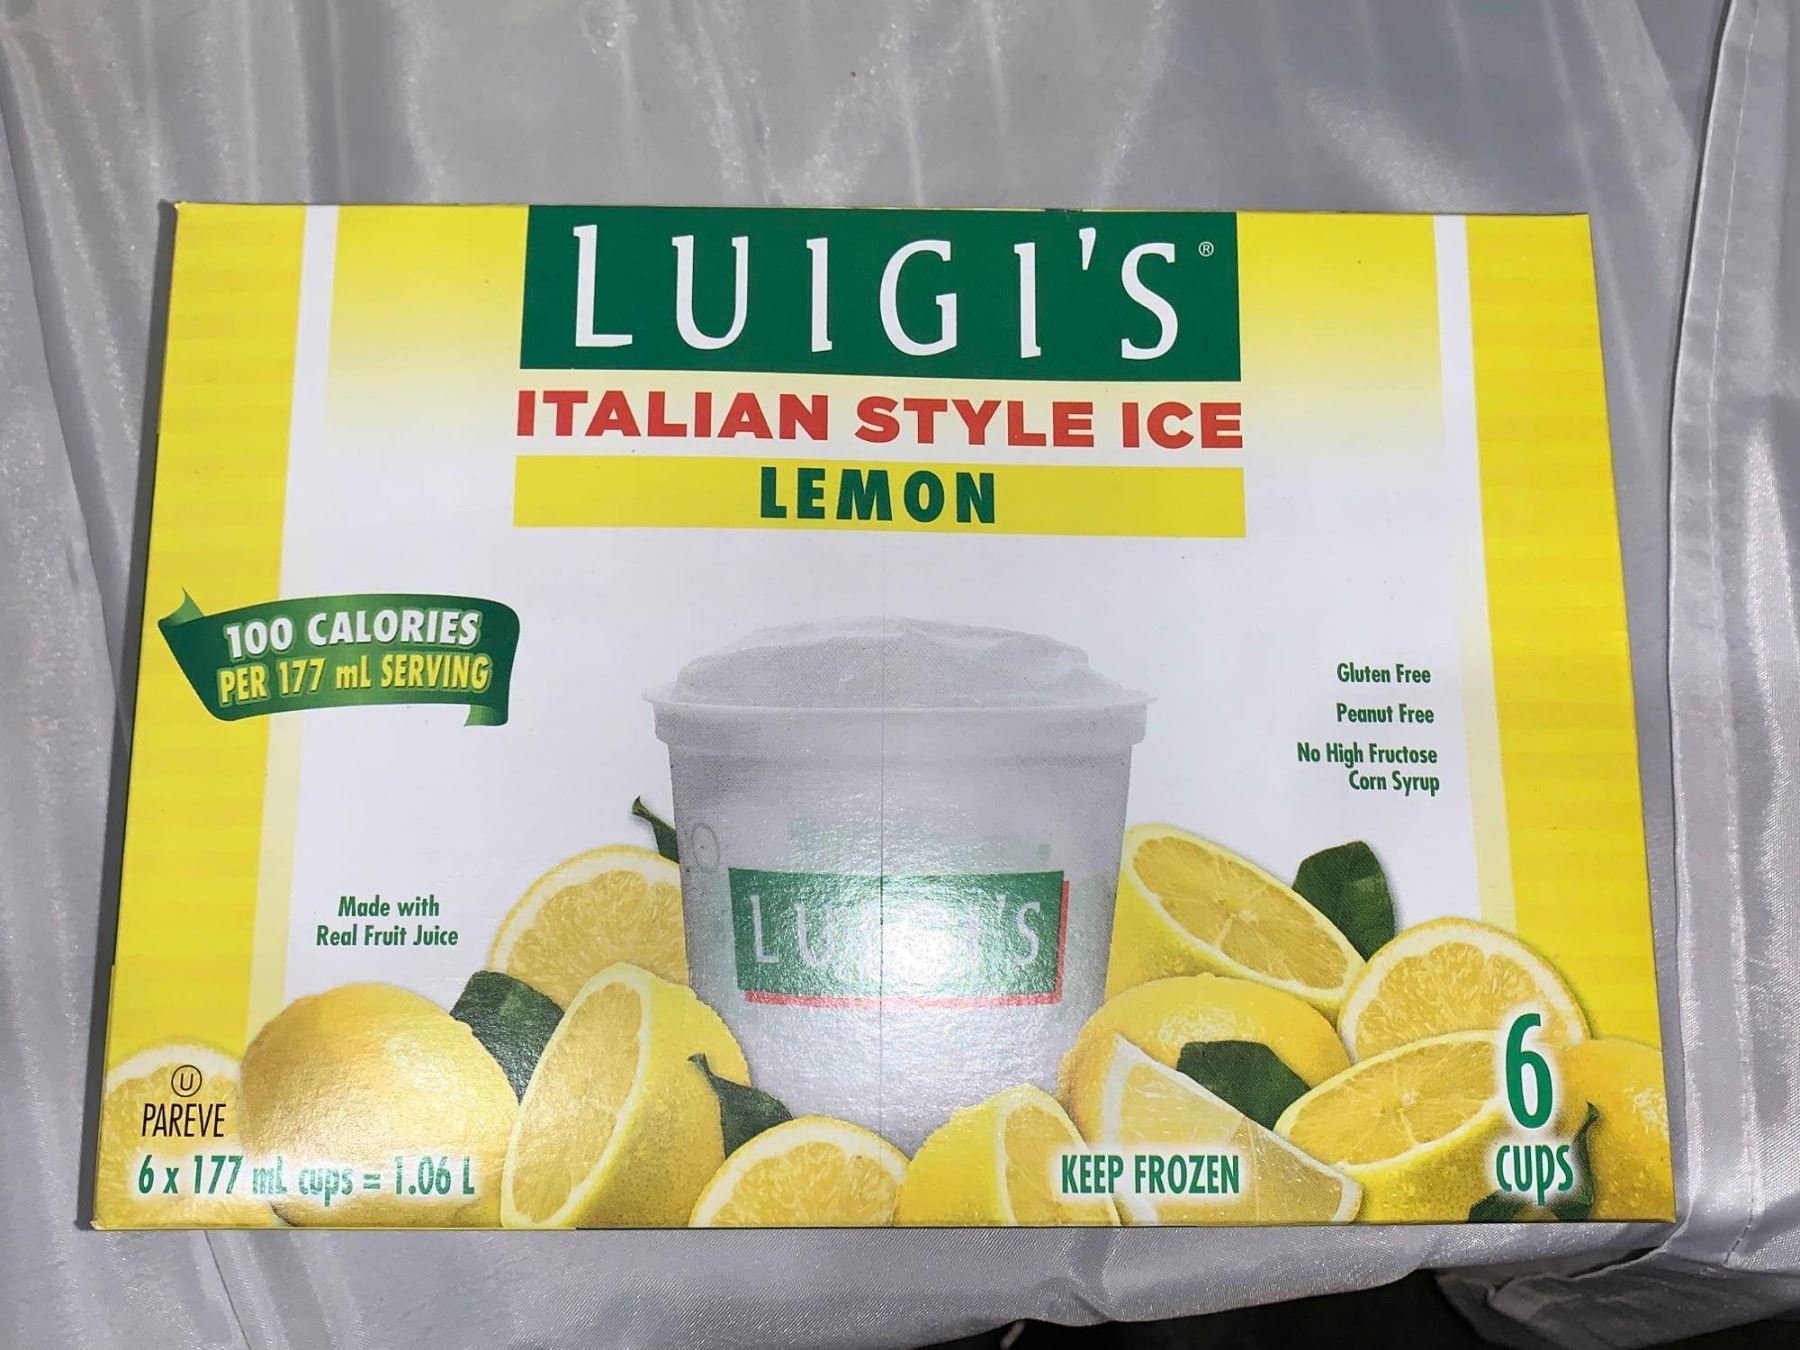 LUIGI'S®
ITALIAN STYLE ICE
LEMON
100 CALORIES
PER 177 mL SERVING
Gluten Free
Peanut Free
No High Fructose
Corn Syrup
Made with
Real Fruit Juice
LUIGI'S
U
PAREVE
6 x 177 mL cups = 1.06 L
KEEP FROZEN
6
cups